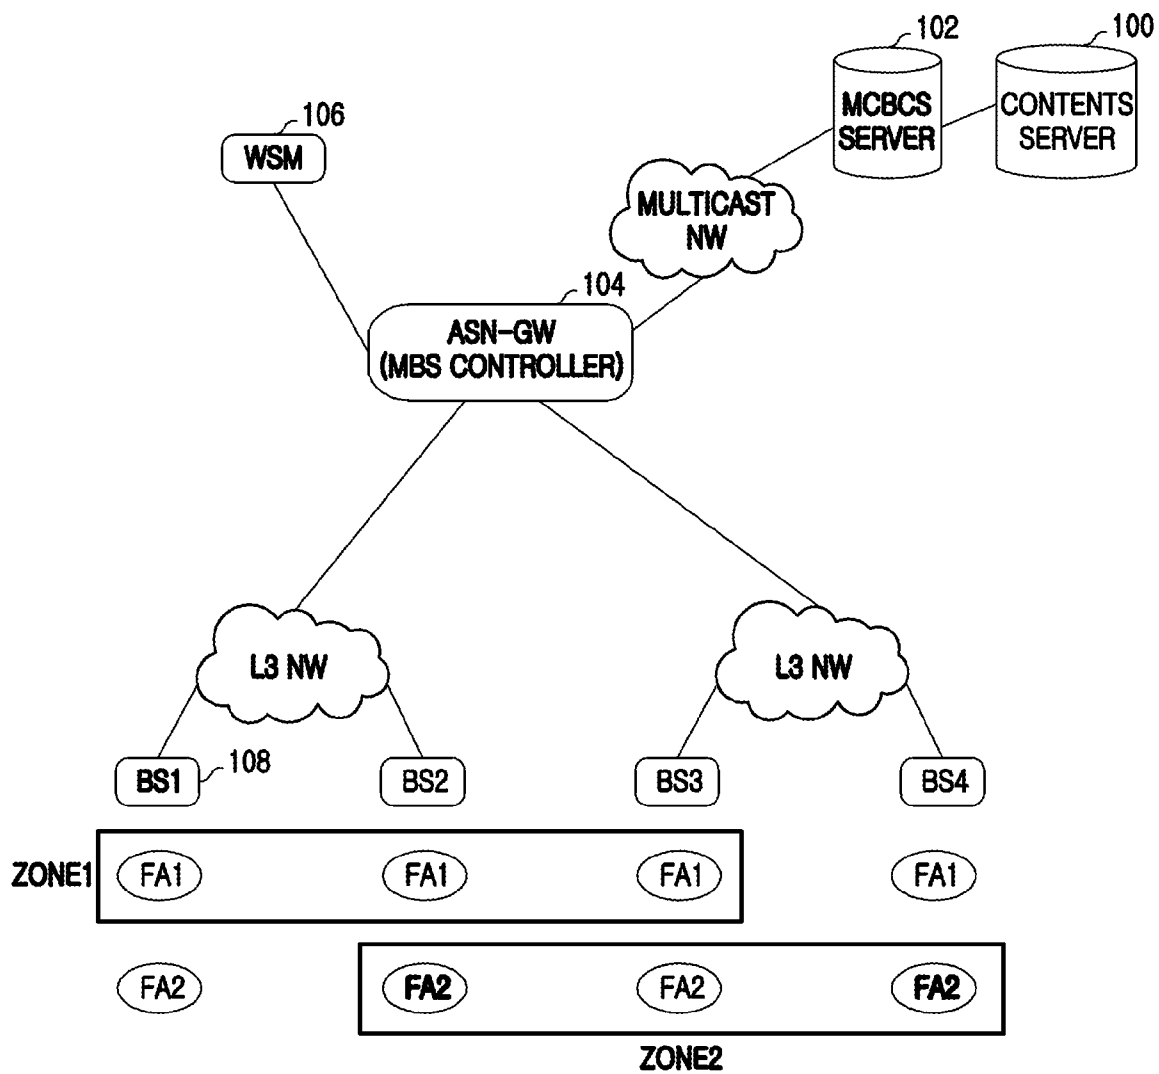 102
100
MCBCS
SERVER
CONTENTS
SERVER
106
WSM
MULTICAST
NW
104
ASN-GW
(MBS CONTROLLER)
L3 NW
L3 NW
BS1
108
BS2
BS3
BS4
ZONE1
FA1
FA1
FA1
FA1
FA2
FA2
FA2
FA2
ZONE2